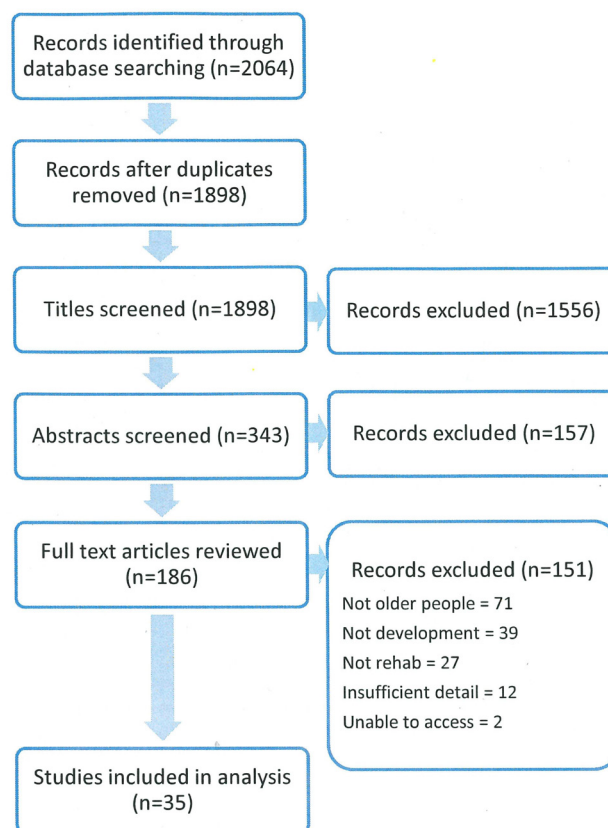 Records identified through
database searching (n=2064)
Records after duplicates
removed (n=1898)
Titles screened (n=1898)
Records excluded (n=1556)
Abstracts screened (n=343)
Records excluded (n=157)
Full text articles reviewed
(n=186)
Records excluded (n=151)
Not older people = 71
Not development = 39
Not rehab = 27
Insufficient detail = 12
Unable to access = 2
Studies included in analysis
(n=35)